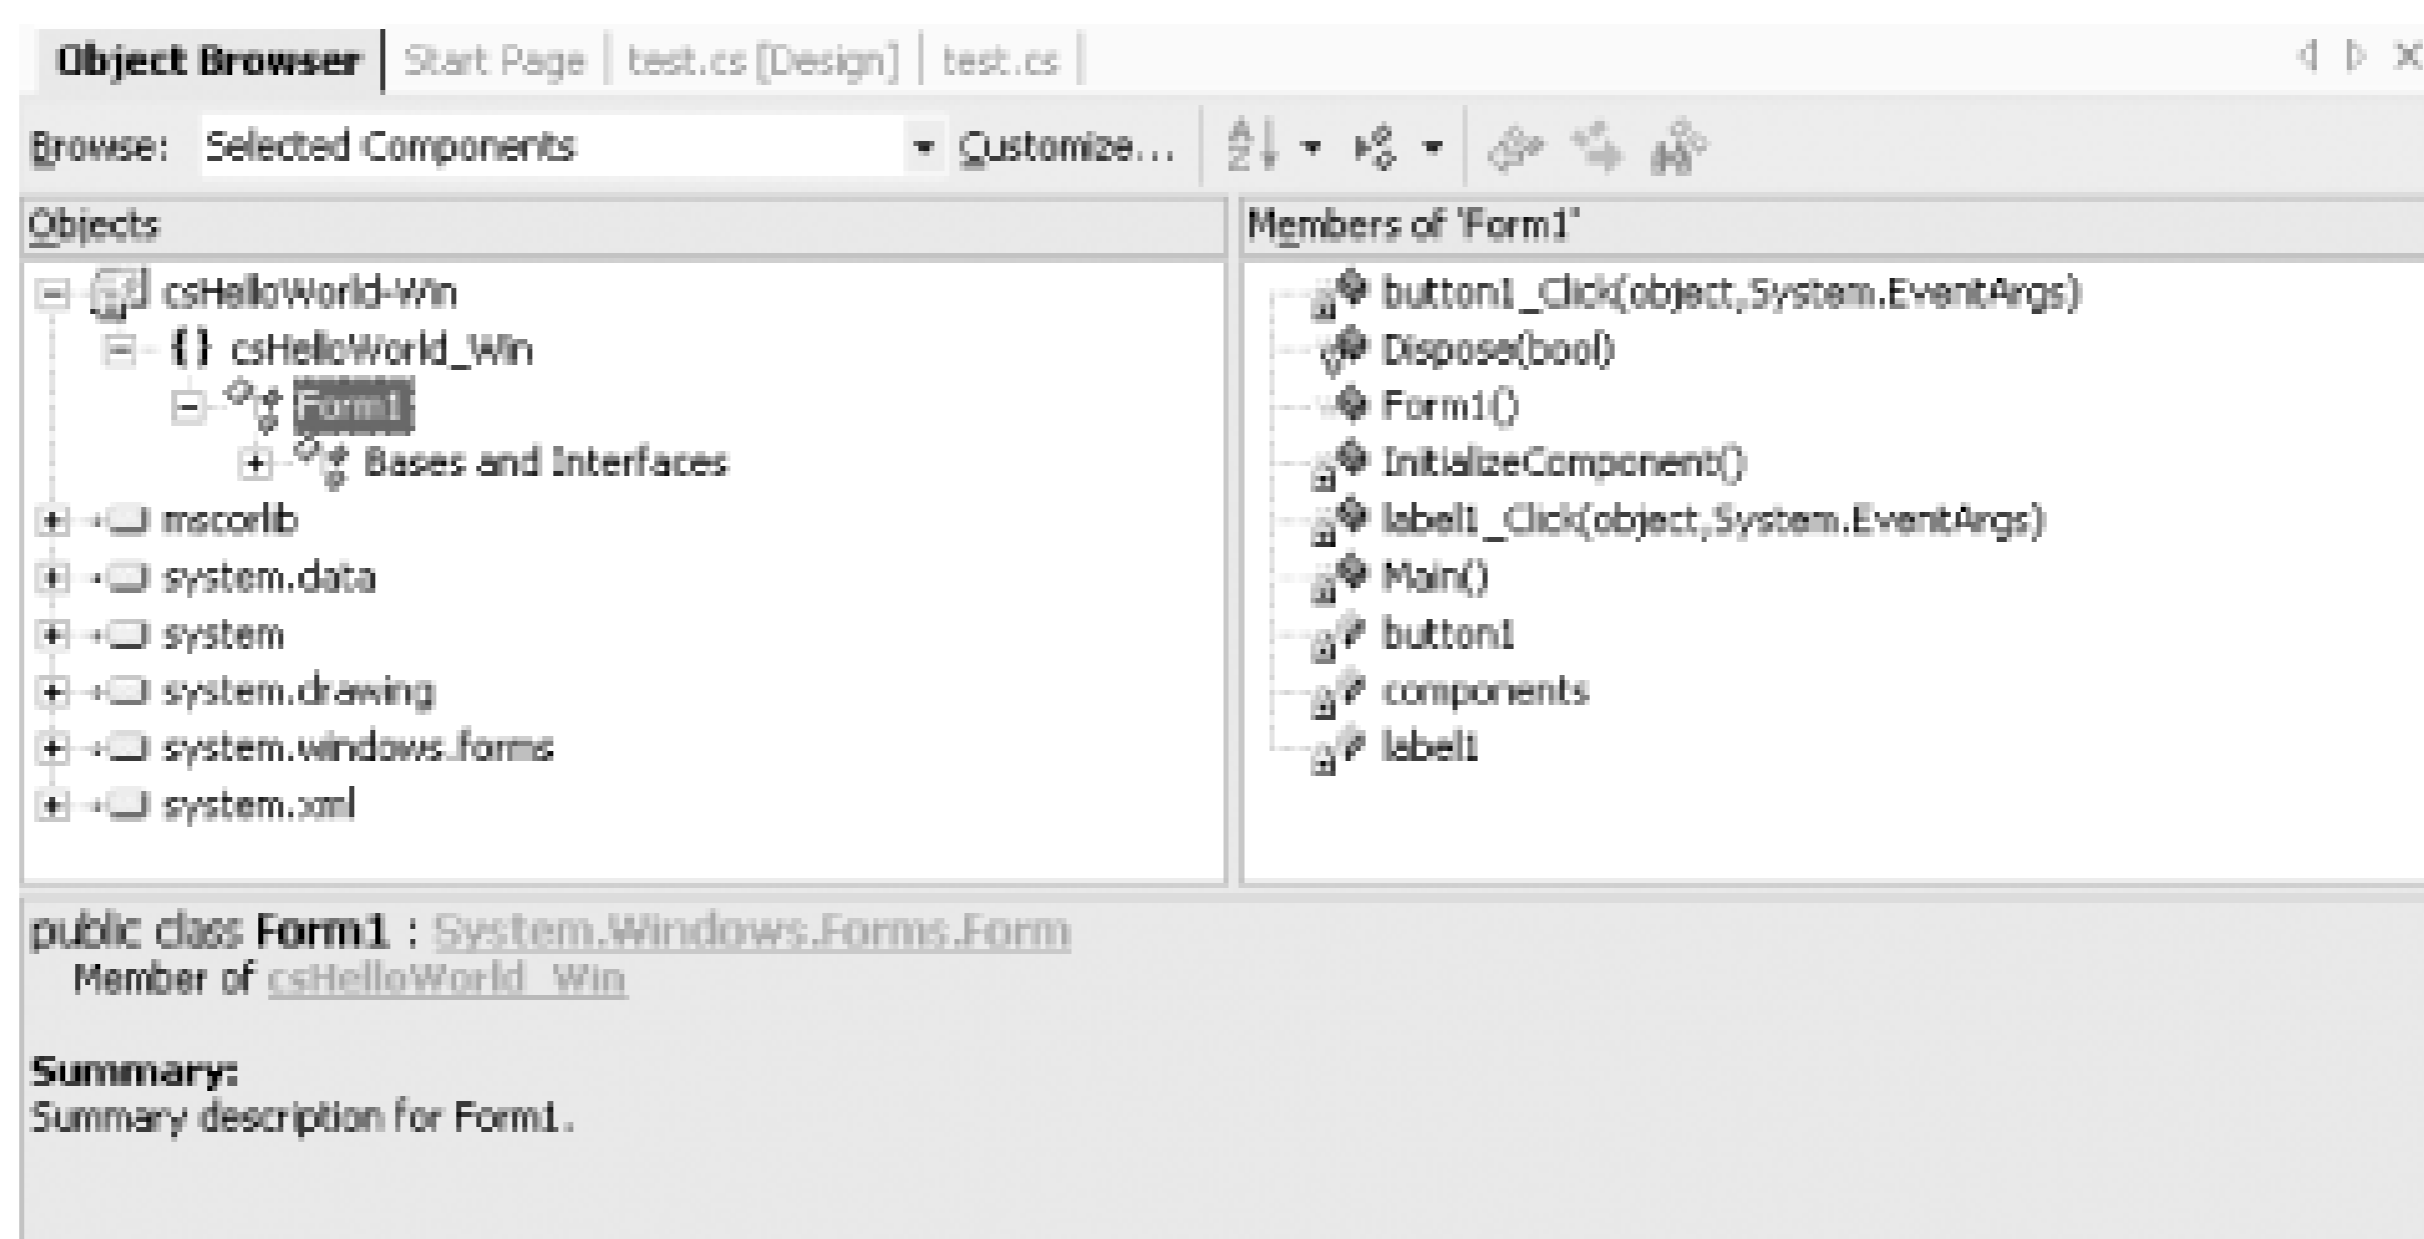 Object Browser Start Page test.cs [Design] test.cs
Browse: Selected Components Customize...
Objects
csHelloWorld-Win
{} csHelloWorld_Win
Form1
Bases and Interfaces
mscorlib
system.data
system
system.drawing
system.windows.forms
system.xml
Members of 'Form1'
button1_Click(object,System.EventArgs)
Dispose(bool)
Form1()
InitializeComponent()
label1_Click(object,System.EventArgs)
Main()
button1
components
label1
public class Form1 : System.Windows.Forms.Form
Member of csHelloWorld_Win
Summary:
Summary description for Form1.